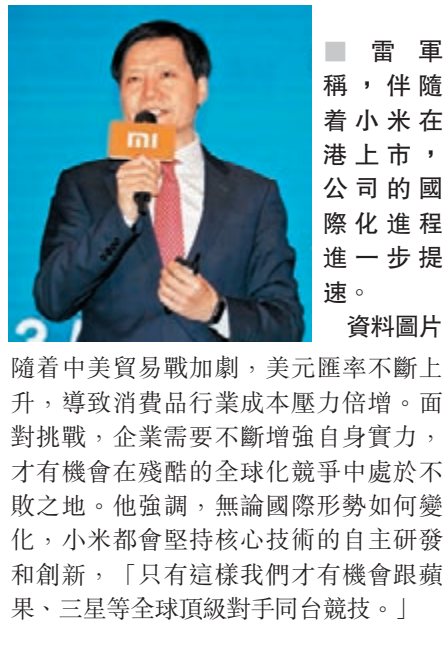 mi
3
■ 雷軍
稱，伴隨
着小米在
港上市，
公司的國
際化進程
進一步提
速。
資料圖片
隨着中美貿易戰加劇，美元匯率不斷上
升，導致消費品行業成本壓力倍增。面
對挑戰，企業需要不斷增強自身實力，
才有機會在殘酷的全球化競爭中處於不
敗之地。他強調，無論國際形勢如何變
化，小米都會堅持核心技術的自主研發
和創新，「只有這樣我們才有機會跟蘋
果、三星等全球頂級對手同台競技。」